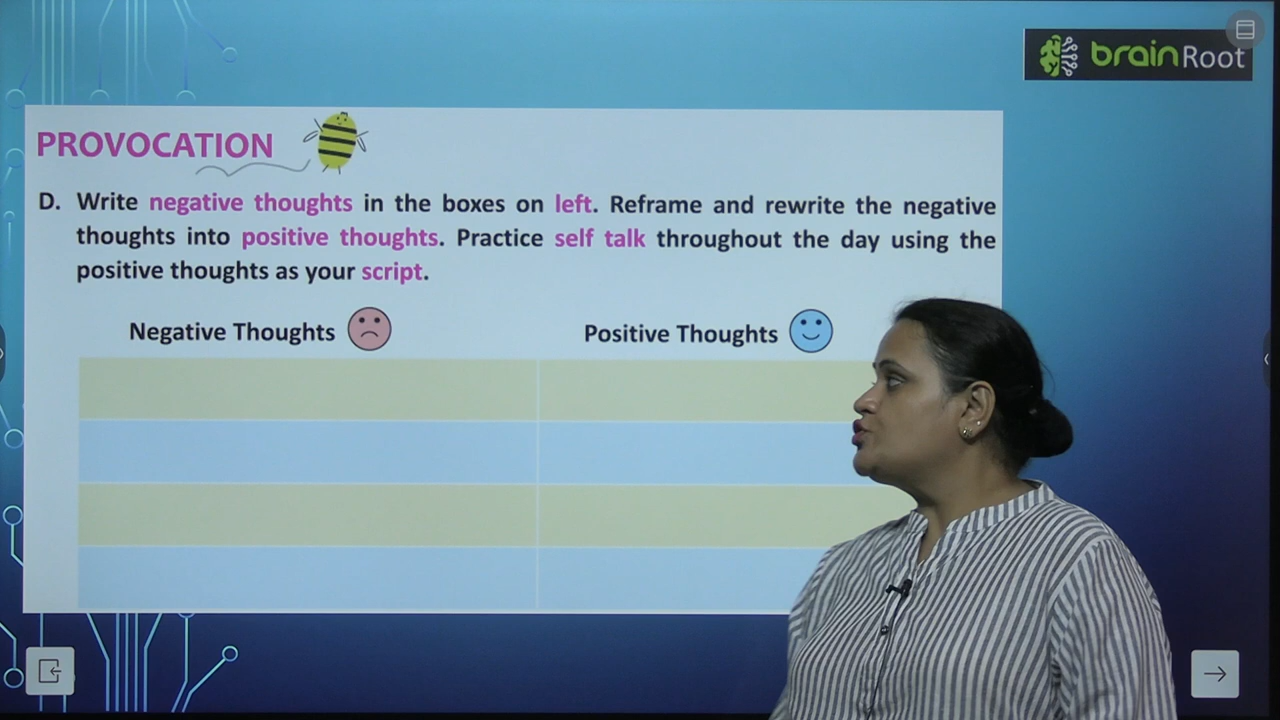 brainRoot
PROVOCATION
D. Write negative thoughts in the boxes on left. Reframe and rewrite the negative
thoughts into positive thoughts. Practice self talk throughout the day using the
positive thoughts as your script.
Negative Thoughts
Positive Thoughts